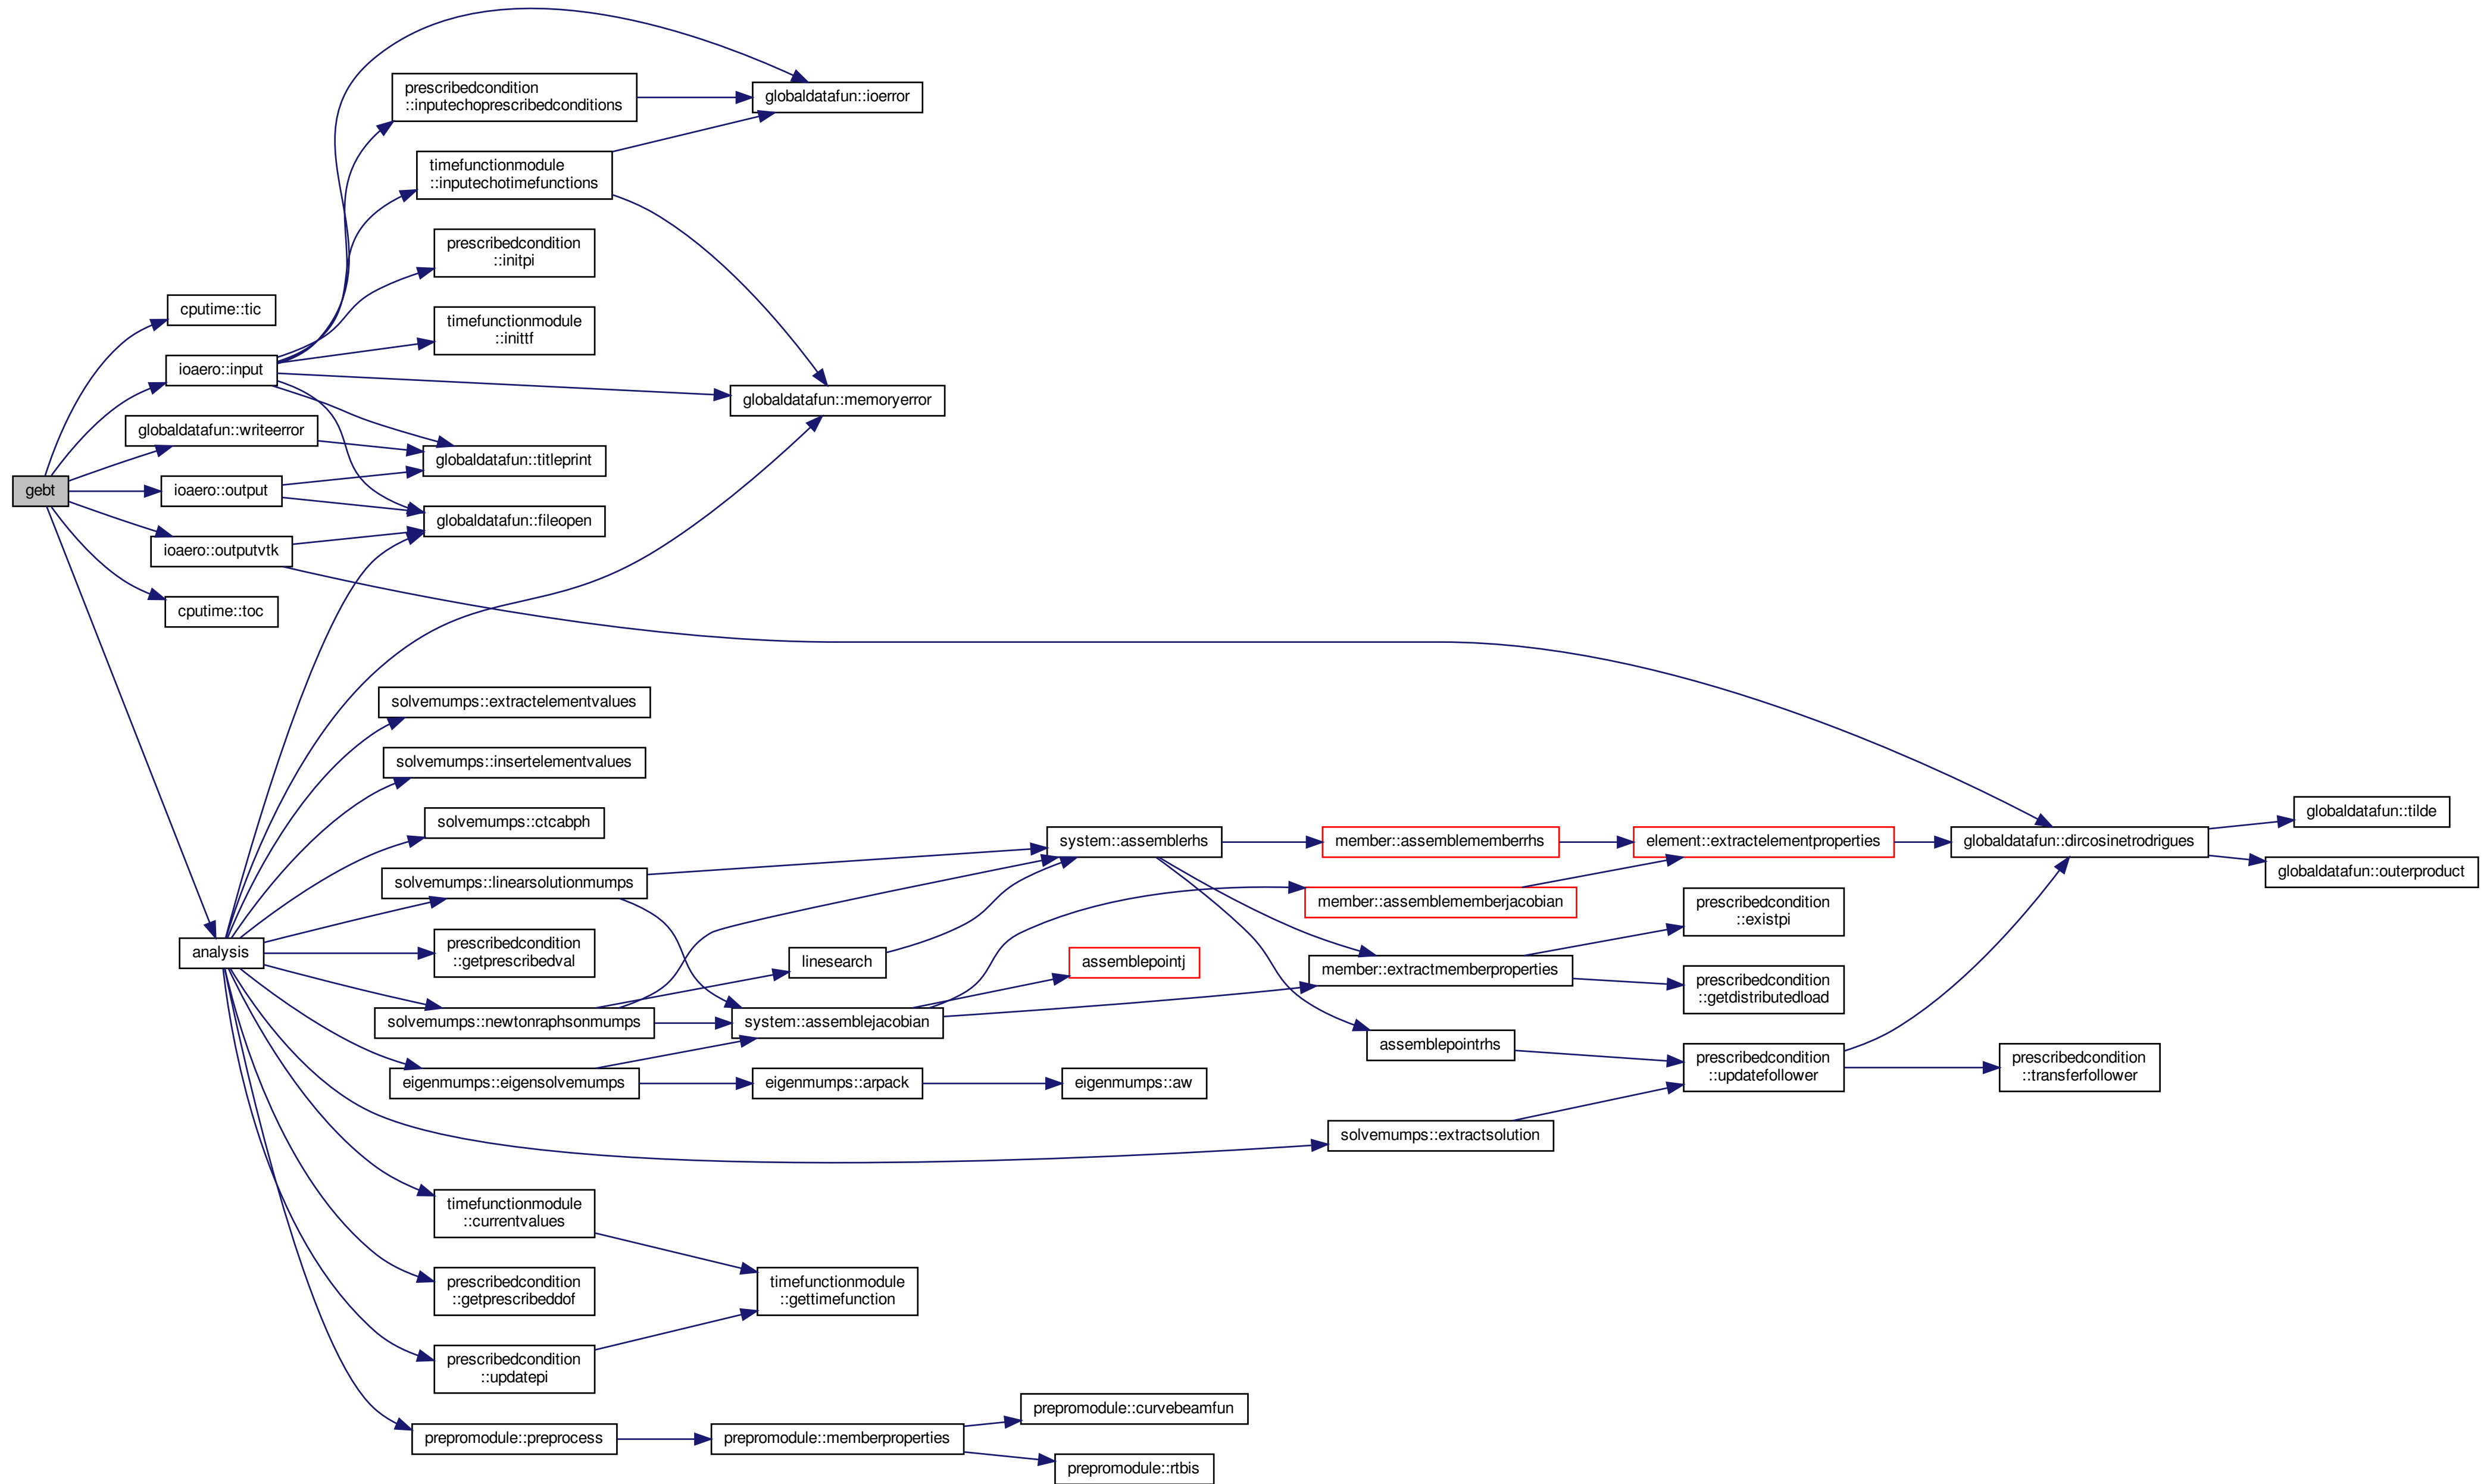 prescribedcondition
::inputechoprescribedconditions
globaldatafun::ioerror
timefunctionmodule
::inputechotimefunctions
prescribedcondition
::initpi
cputime::tic
timefunctionmodule
::inittf
ioaero::input
globaldatafun::memoryerror
globaldatafun::writeerror
globaldatafun::titleprint
gebt
ioaero::output
globaldatafun::fileopen
ioaero::outputvtk
cputime::toc
solvemumps::extractelementvalues
solvemumps::insertelementvalues
solvemumps::ctcabph
system::assemblerhs
member::assemblememberrhs
element::extractelementproperties
globaldatafun::dircosinetrodrigues
globaldatafun::tilde
globaldatafun::outerproduct
solvemumps::linearsolutionmumps
member::assemblememberjacobian
prescribedcondition
::existpi
analysis
prescribedcondition
::getprescribedval
linesearch
assemblepointj
member::extractmemberproperties
prescribedcondition
::getdistributedload
solvemumps::newtonraphsonmumps
system::assemblejacobian
assemblepointrhs
prescribedcondition
::updatefollower
prescribedcondition
::transferfollower
eigenmumps::eigensolvemumps
eigenmumps::arpack
eigenmumps::aw
solvemumps::extractsolution
timefunctionmodule
::currentvalues
prescribedcondition
::getprescribeddof
timefunctionmodule
::gettimefunction
prescribedcondition
::updatepi
prepromodule::preprocess
prepromodule::memberproperties
prepromodule::curvebeamfun
prepromodule::rtbis